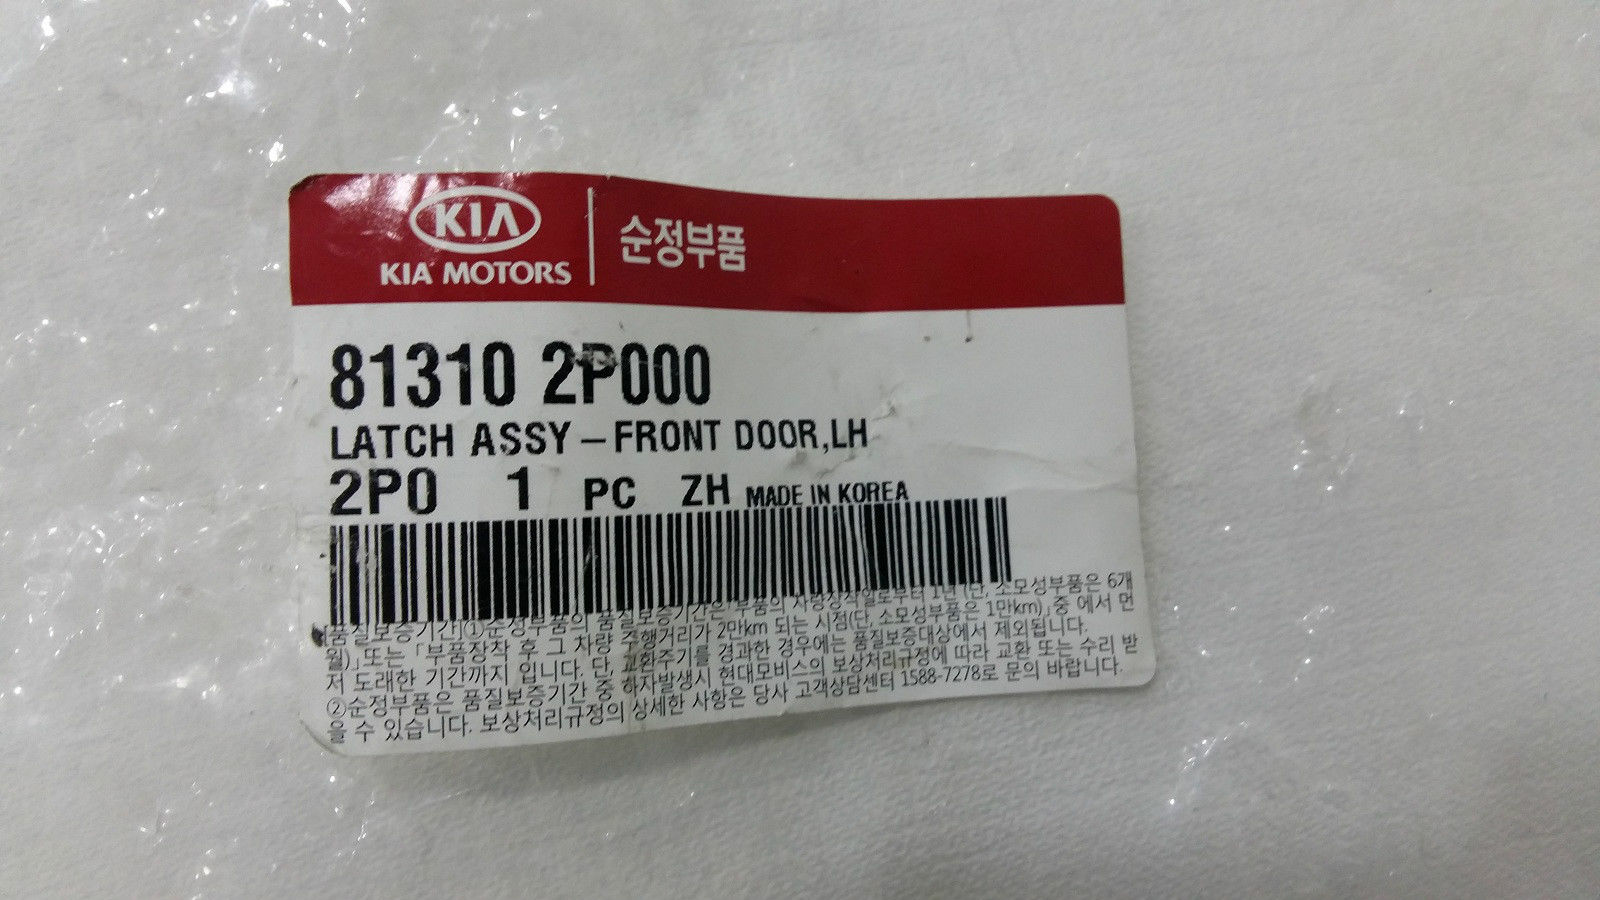 KIA
KIA MOTORS
순정부품
81310 2P000
LATCH ASSY – FRONT DOOR,LH
2P0 1 PC ZH MADE IN KOREA
품질보증기간 ①순정부품의 품질보증기간은 「부품의 차량장착일로부터 1년 (단, 소모성부품은 6개
월)」또는 「부품장착 후 그 차량 주행거리가 2만km 되는 시점(단, 소모성부품은 1만km)」중 에서 먼
저 도래한 기간까지 입니다. 단, 교환주기를 경과한 경우에는 품질보증대상에서 제외됩니다.
②순정부품은 품질보증기간 중 하자발생시 현대모비스의 보상처리규정에 따라 교환 또는 수리 받
을 수 있습니다. 보상처리규정의 상세한 사항은 당사 고객상담센터 1588-7278로 문의 바랍니다.